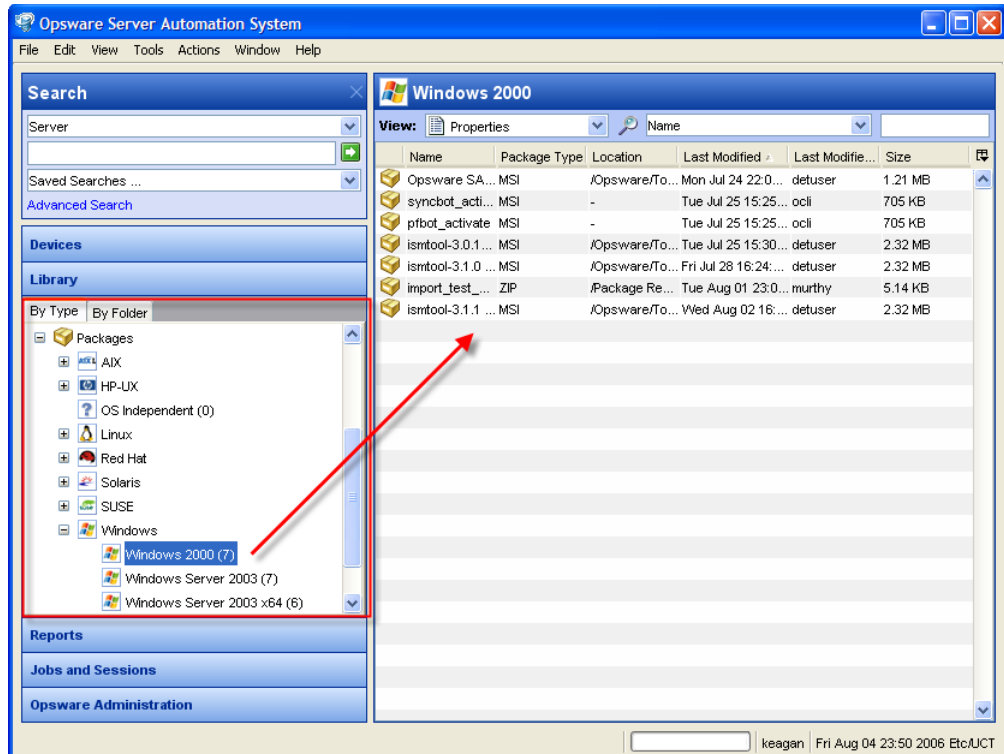 Opsware Server Automation System
File Edit View Tools Actions Window Help
Search
Server
Saved Searches ...
Advanced Search
Devices
Library
By Type By Folder
Packages
AIX
HP-UX
OS Independent (0)
Linux
Red Hat
Solaris
SUSE
Windows
Windows 2000 (7)
Windows Server 2003 (7)
Windows Server 2003 x64 (6)
Reports
Jobs and Sessions
Opsware Administration
Windows 2000
View: Properties Name
Name Package Type Location Last Modified Last Modifie... Size
Opsware SA... MSI /Opsware/To... Mon Jul 24 22:0... detuser 1.21 MB
syncbot_acti... MSI - Tue Jul 25 15:25... ocli 705 KB
pfbot_activate MSI - Tue Jul 25 15:25... ocli 705 KB
ismtool-3.0.1... MSI /Opsware/To... Tue Jul 25 15:30... detuser 2.32 MB
ismtool-3.1.0 ... MSI /Opsware/To... Fri Jul 28 16:24:... detuser 2.32 MB
import_test_... ZIP /Package Re... Tue Aug 01 23:0... murthy 5.14 KB
ismtool-3.1.1 ... MSI /Opsware/To... Wed Aug 02 16:... detuser 2.32 MB
keagan Fri Aug 04 23:50 2006 Etc/UCT